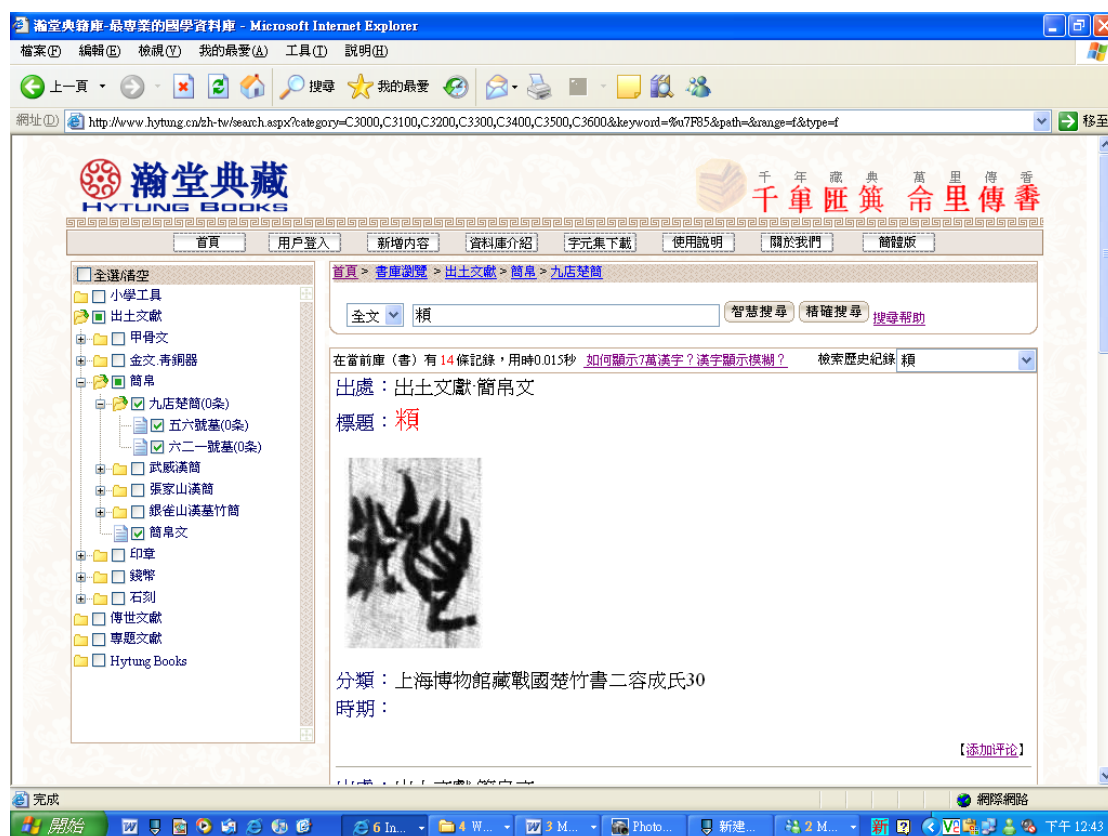 瀚堂典籍庫-最專業的國學資料庫 - Microsoft Internet Explorer
檔案(F) 編輯(E) 檢視(V) 我的最愛(A) 工具(T) 說明(H)
上一頁 搜尋 我的最愛
網址(D) http://www.hytung.cn/zh-tw/search.aspx?category=C3000,C3100,C3200,C3300,C3400,C3500,C3600&keyword=%u7F85&path=&range=f&type=f 移至
瀚堂典藏
HYTUNG BOOKS
千年藏典 萬里傳香
首頁 用戶登入 新增内容 資料庫介紹 字元集下載 使用說明 關於我們 簡體版
全選/清空
小學工具
出土文獻
甲骨文
金文.青銅器
簡帛
九店楚簡(0条)
五六號墓(0条)
六二一號墓(0条)
武威漢簡
張家山漢簡
銀雀山漢墓竹簡
簡帛文
印章
錢幣
石刻
傳世文獻
專題文獻
Hytung Books
首頁 > 書庫瀏覽 > 出土文獻 > 簡帛 > 九店楚簡
全文 䫋 智慧搜尋 精確搜尋 搜尋帮助
在當前庫（書）有14條記錄，用時0.015秒 如何顯示7萬漢字？漢字顯示模糊？ 檢索歷史紀錄
出處：出土文獻·簡帛文
標題：
分類：上海博物館藏戰國楚竹書二容成氏30
時期：
【添加评论】
完成 網際網路
開始 6 In... 4 W... 3 M... Photo... 新建... 2 M... 新 下午 12:43